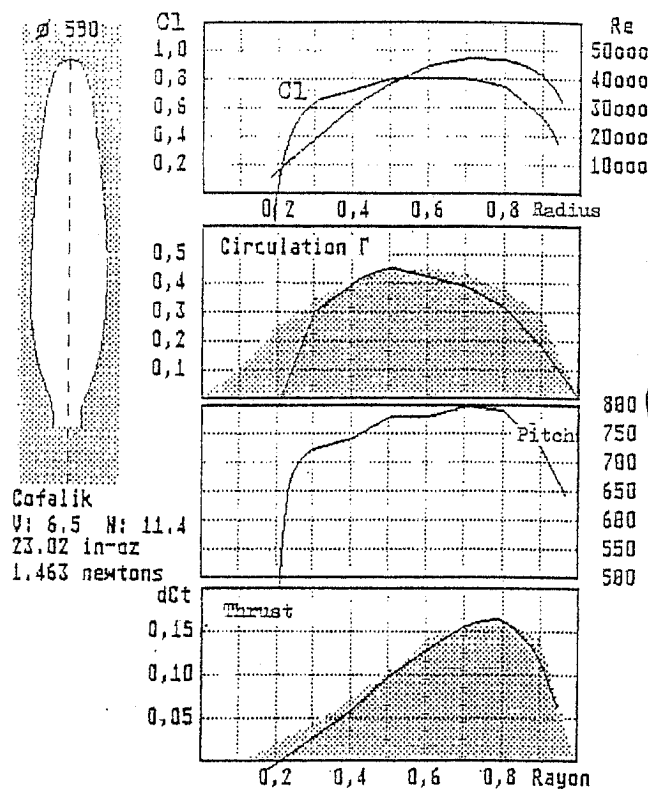 ø 590
Cl
Re
1,0
0,8
0,6
0,4
0,2
50000
40000
30000
20000
10000
Cl
0,2 0,4 0,6 0,8 Radius
Circulation Γ
0,5
0,4
0,3
0,2
0,1
Pitch
800
750
700
650
600
550
500
Cofalik
V: 6.5 N: 11.4
23.02 in-oz
1.463 newtons
dCt
Thrust
0,15
0,10
0,05
0,2 0,4 0,6 0,8 Rayon